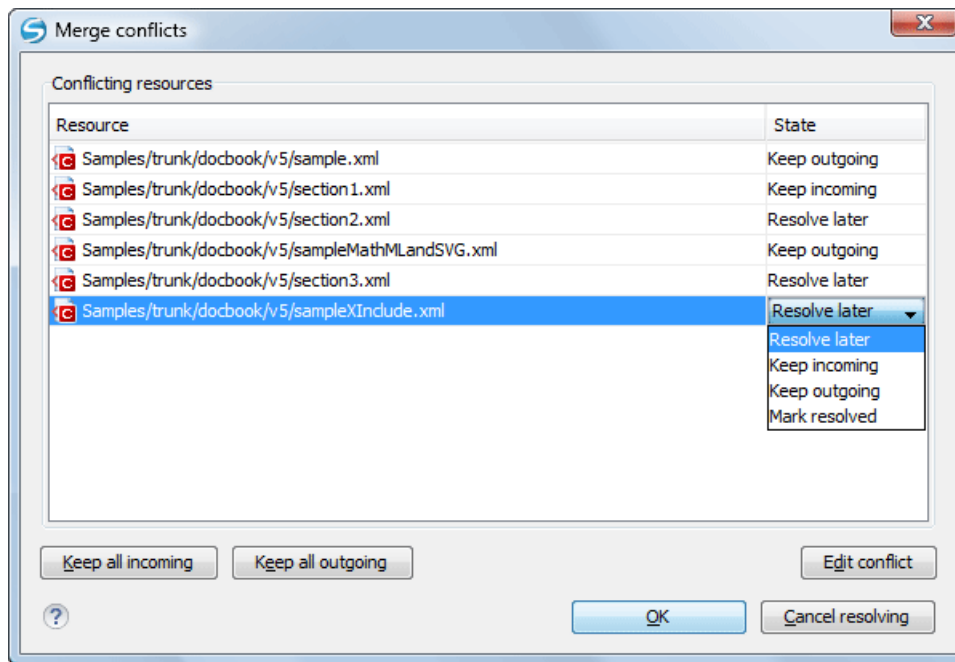 Merge conflicts
Conflicting resources
Resource State
Samples/trunk/docbook/v5/sample.xml Keep outgoing
Samples/trunk/docbook/v5/section1.xml Keep incoming
Samples/trunk/docbook/v5/section2.xml Resolve later
Samples/trunk/docbook/v5/sampleMathMLandSVG.xml Keep outgoing
Samples/trunk/docbook/v5/section3.xml Resolve later
Samples/trunk/docbook/v5/sampleXInclude.xml Resolve later
Resolve later
Keep incoming
Keep outgoing
Mark resolved
Keep all incoming Keep all outgoing Edit conflict
? OK Cancel resolving